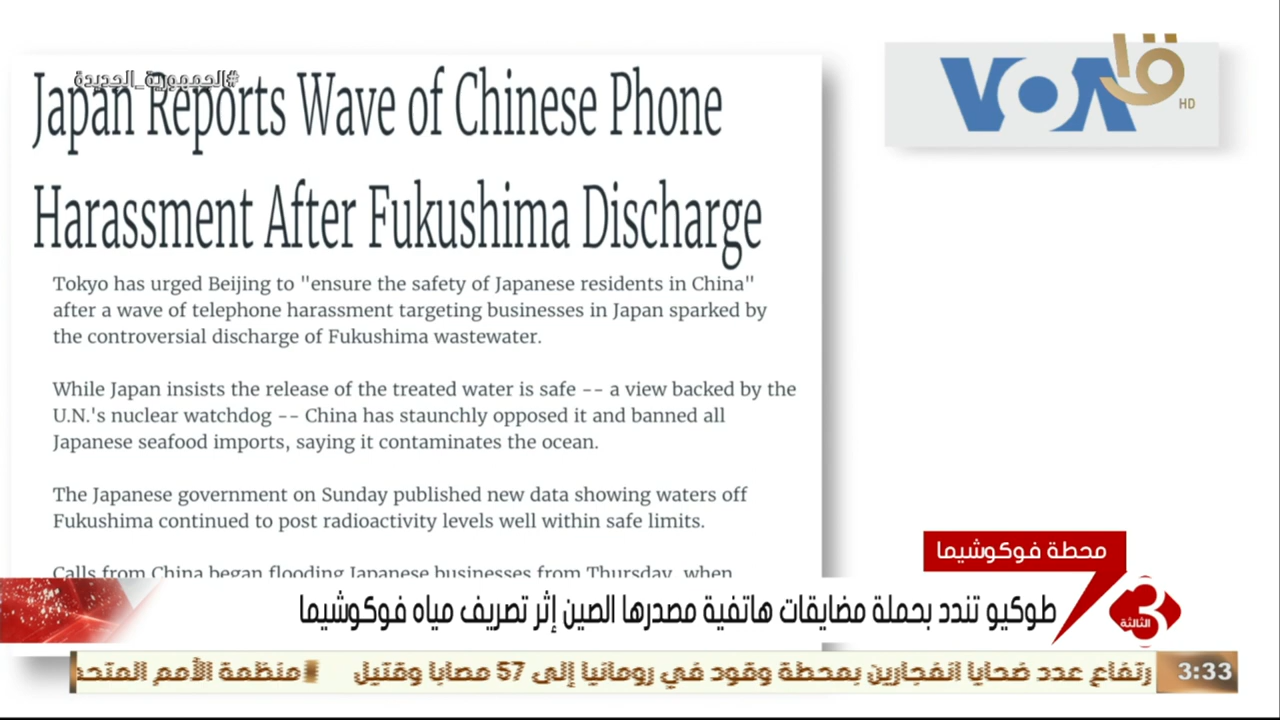 #الجمهورية_الجديدة
VOA
HD
Japan Reports Wave of Chinese Phone
Harassment After Fukushima Discharge
Tokyo has urged Beijing to "ensure the safety of Japanese residents in China"
after a wave of telephone harassment targeting businesses in Japan sparked by
the controversial discharge of Fukushima wastewater.
While Japan insists the release of the treated water is safe -- a view backed by the
U.N.'s nuclear watchdog -- China has staunchly opposed it and banned all
Japanese seafood imports, saying it contaminates the ocean.
The Japanese government on Sunday published new data showing waters off
Fukushima continued to post radioactivity levels well within safe limits.
Calls from China began flooding Japanese businesses from Thursday, when
محطة فوكوشيما
طوكيو تندد بحملة مضايقات هاتفية مصدرها الصين إثر تصريف مياه فوكوشيما
3 الثالثة
رتفاع عدد ضحايا انفجارين بمحطة وقود في رومانيا إلى 57 مصابا وقتيل # منظمة الأمم المتحد
3:33